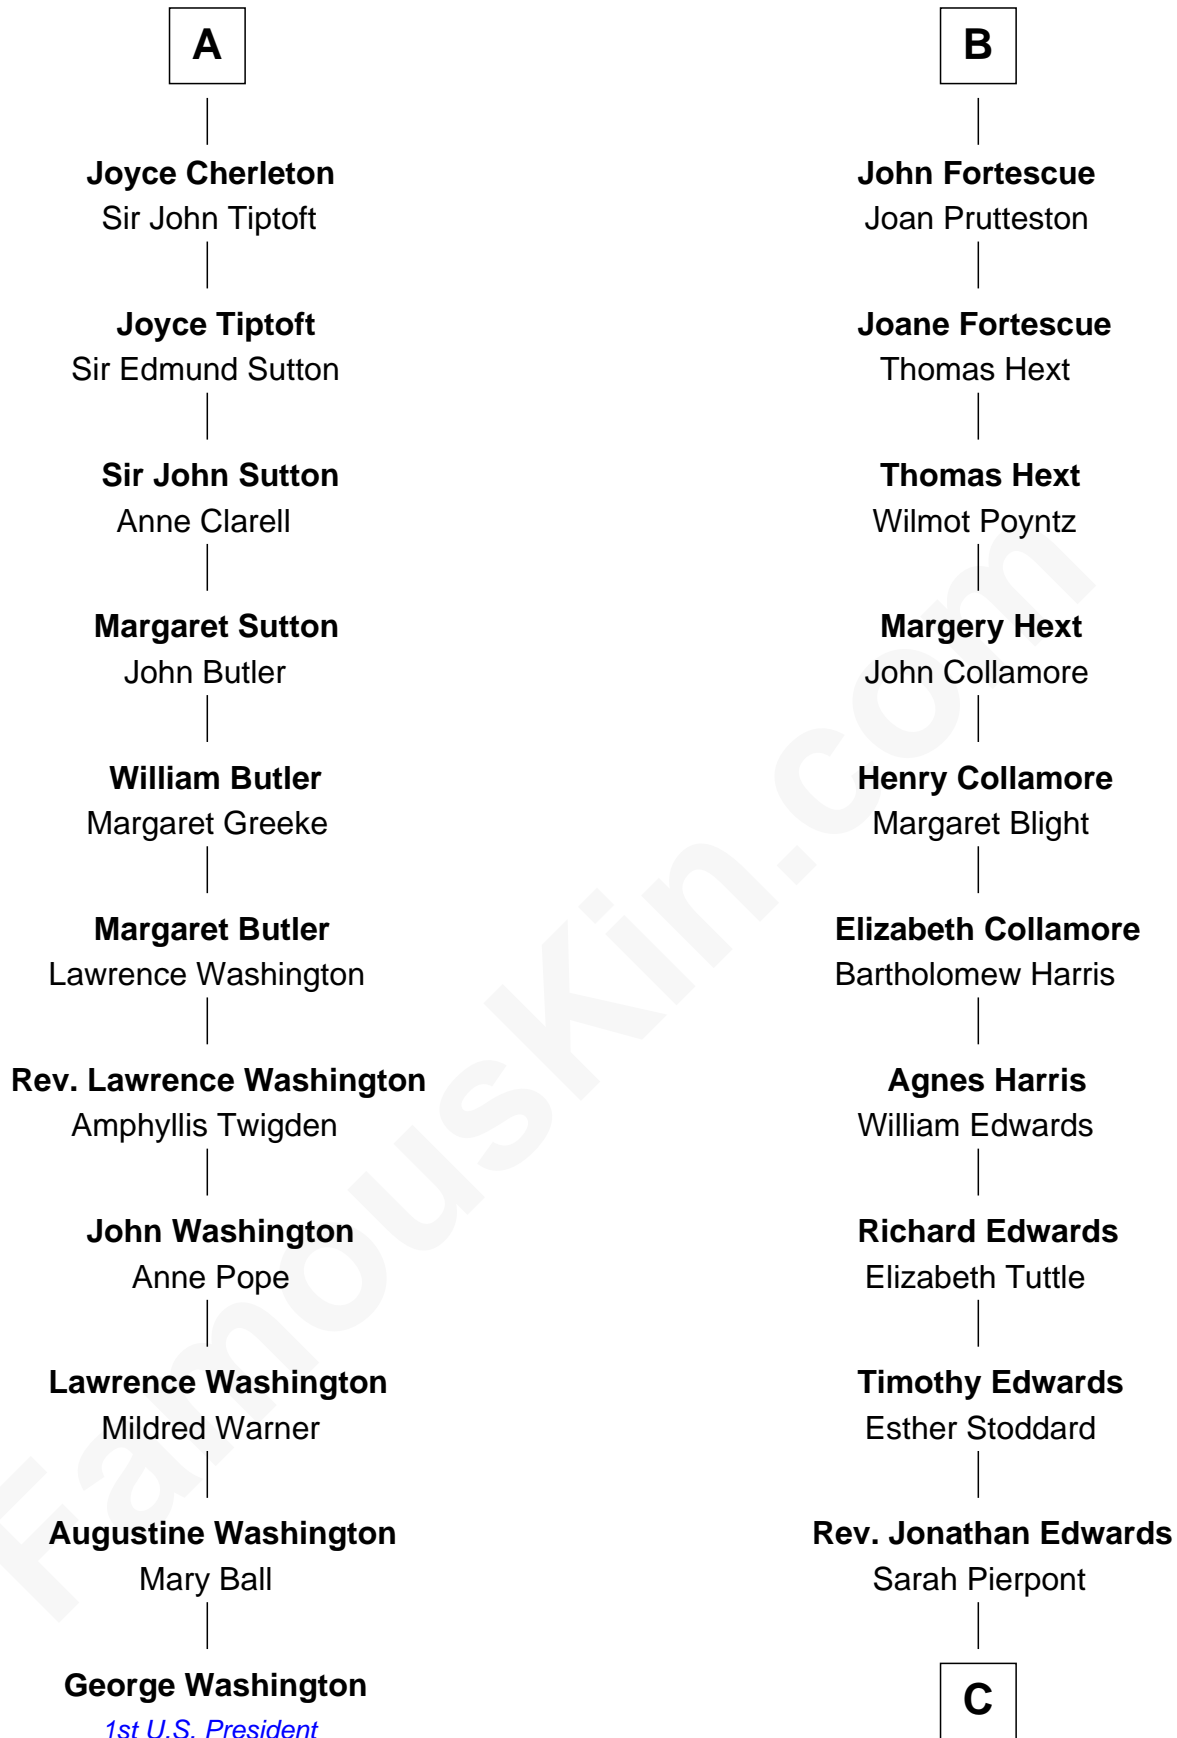 A
Joyce Cherleton
Sir John Tiptoft
Joyce Tiptoft
Sir Edmund Sutton
Sir John Sutton
Anne Clarell
Margaret Sutton
John Butler
William Butler
Margaret Greeke
Margaret Butler
Lawrence Washington
Rev. Lawrence Washington
Amphyllis Twigden
John Washington
Anne Pope
Lawrence Washington
Mildred Warner
Augustine Washington
Mary Ball
George Washington
1st U.S. President
B
John Fortescue
Joan Prutteston
Joane Fortescue
Thomas Hext
Thomas Hext
Wilmot Poyntz
Margery Hext
John Collamore
Henry Collamore
Margaret Blight
Elizabeth Collamore
Bartholomew Harris
Agnes Harris
William Edwards
Richard Edwards
Elizabeth Tuttle
Timothy Edwards
Esther Stoddard
Rev. Jonathan Edwards
Sarah Pierpont
C
FamousKin.com